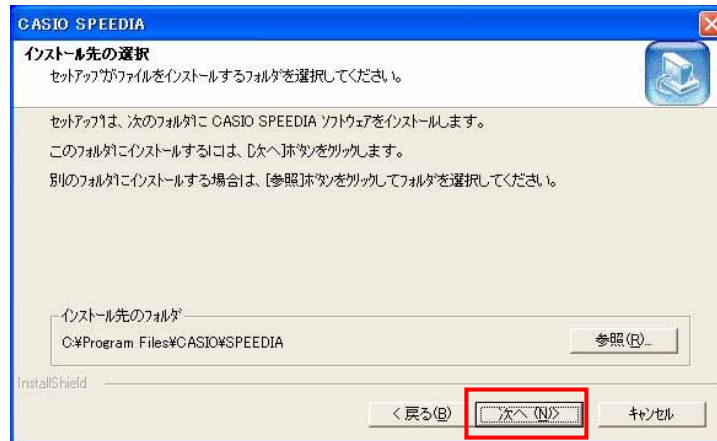 CASIO SPEEDIA
インストール先の選択
セットアップがファイルをインストールするフォルダを選択してください。
セットアップは、次のフォルダに CASIO SPEEDIA ソフトウェアをインストールします。
このフォルダにインストールするには、[次へ]ボタンをクリックします。
別のフォルダにインストールする場合は、[参照]ボタンをクリックしてフォルダを選択してください。
インストール先のフォルダ
C:¥Program Files¥CASIO¥SPEEDIA
参照(R)...
InstallShield
< 戻る(B)
次へ (N)>
キャンセル